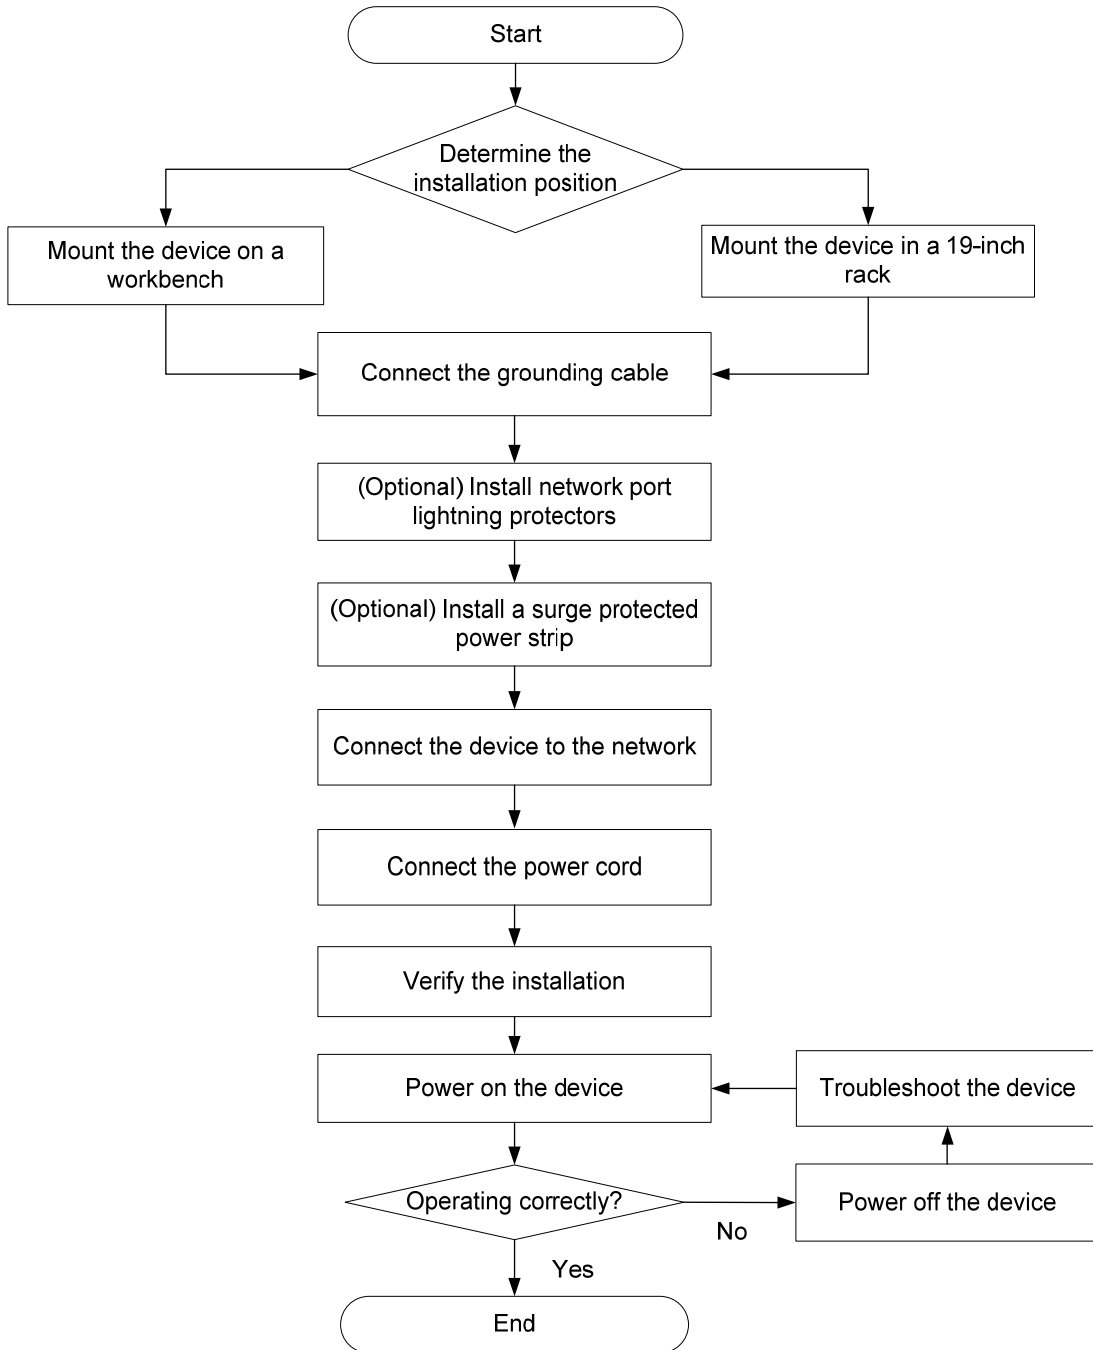 Start
Determine the
installation position
Mount the device on a
workbench
Mount the device in a 19-inch
rack
Connect the grounding cable
(Optional) Install network port
lightning protectors
(Optional) Install a surge protected
power strip
Connect the device to the network
Connect the power cord
Verify the installation
Power on the device
Troubleshoot the device
Operating correctly?
Power off the device
No
Yes
End